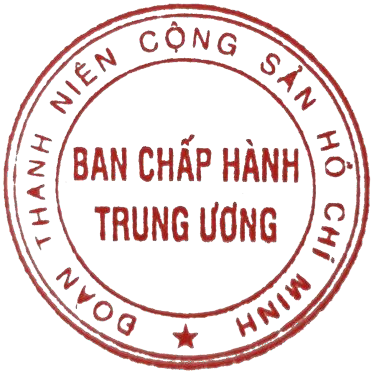 ĐOÀN THANH NIÊN CỘNG SẢN HỒ CHÍ MINH
BAN CHẤP HÀNH
TRUNG ƯƠNG